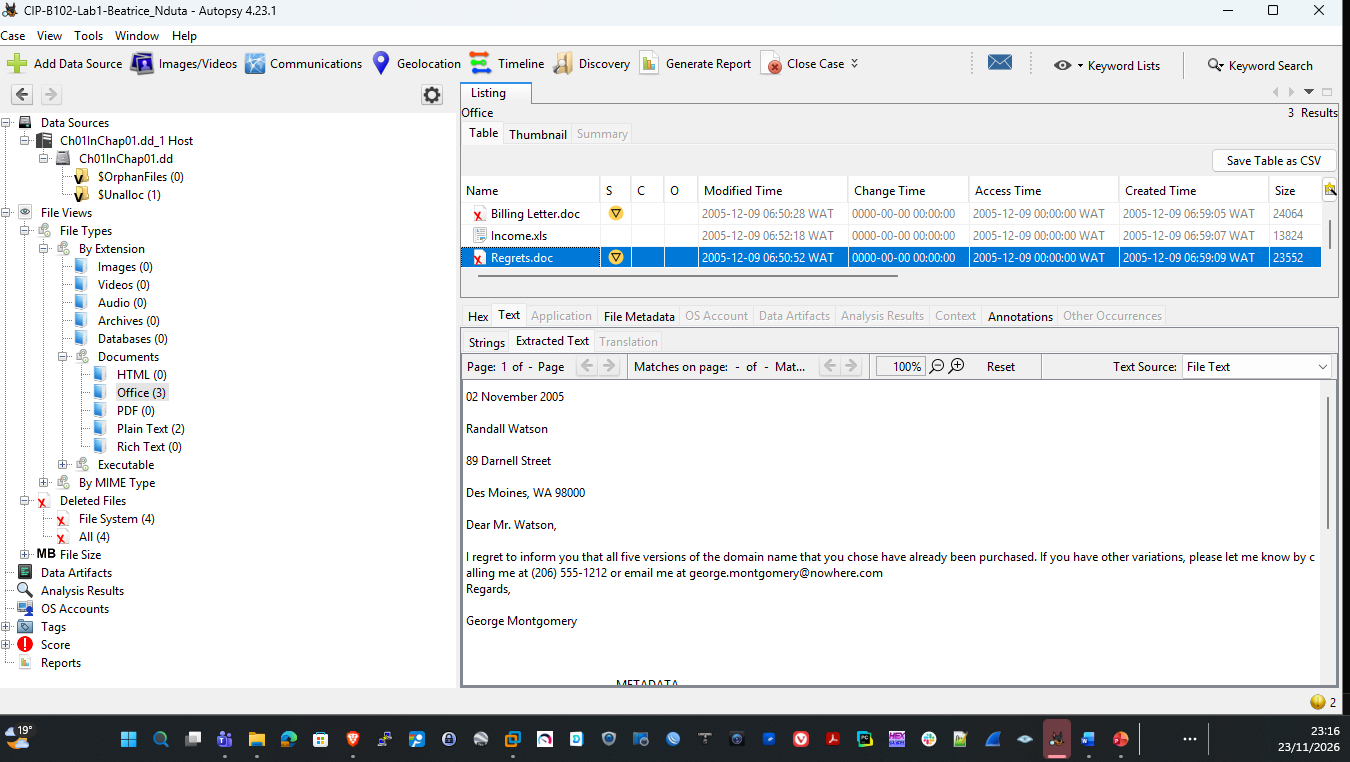 CIP-B102-Lab1-Beatrice_Nduta - Autopsy 4.23.1
Case View Tools Window Help
Add Data Source Images/Videos Communications Geolocation Timeline Discovery Generate Report Close Case Keyword Lists Keyword Search
Listing
Office 3 Results
Table Thumbnail Summary
Save Table as CSV
Name S C O Modified Time Change Time Access Time Created Time Size
Billing Letter.doc 2005-12-09 06:50:28 WAT 0000-00-00 00:00:00 2005-12-09 00:00:00 WAT 2005-12-09 06:59:05 WAT 24064
Income.xls 2005-12-09 06:52:18 WAT 0000-00-00 00:00:00 2005-12-09 00:00:00 WAT 2005-12-09 06:59:07 WAT 13824
Regrets.doc 2005-12-09 06:50:52 WAT 0000-00-00 00:00:00 2005-12-09 00:00:00 WAT 2005-12-09 06:59:09 WAT 23552
Data Sources
Ch01InChap01.dd_1 Host
Ch01InChap01.dd
$OrphanFiles (0)
$Unalloc (1)
File Views
File Types
By Extension
Images (0)
Videos (0)
Audio (0)
Archives (0)
Databases (0)
Documents
HTML (0)
Office (3)
PDF (0)
Plain Text (2)
Rich Text (0)
Executable
By MIME Type
Deleted Files
File System (4)
All (4)
MB File Size
Data Artifacts
Analysis Results
OS Accounts
Tags
Score
Reports
Hex Text Application File Metadata OS Account Data Artifacts Analysis Results Context Annotations Other Occurrences
Strings Extracted Text Translation
Page: 1 of - Page Matches on page: - of - Mat... 100% Reset Text Source: File Text
02 November 2005
Randall Watson
89 Darnell Street
Des Moines, WA 98000
Dear Mr. Watson,
I regret to inform you that all five versions of the domain name that you chose have already been purchased. If you have other variations, please let me know by c
alling me at (206) 555-1212 or email me at george.montgomery@nowhere.com
Regards,
George Montgomery
METADATA
2
19°
23:16
23/11/2026